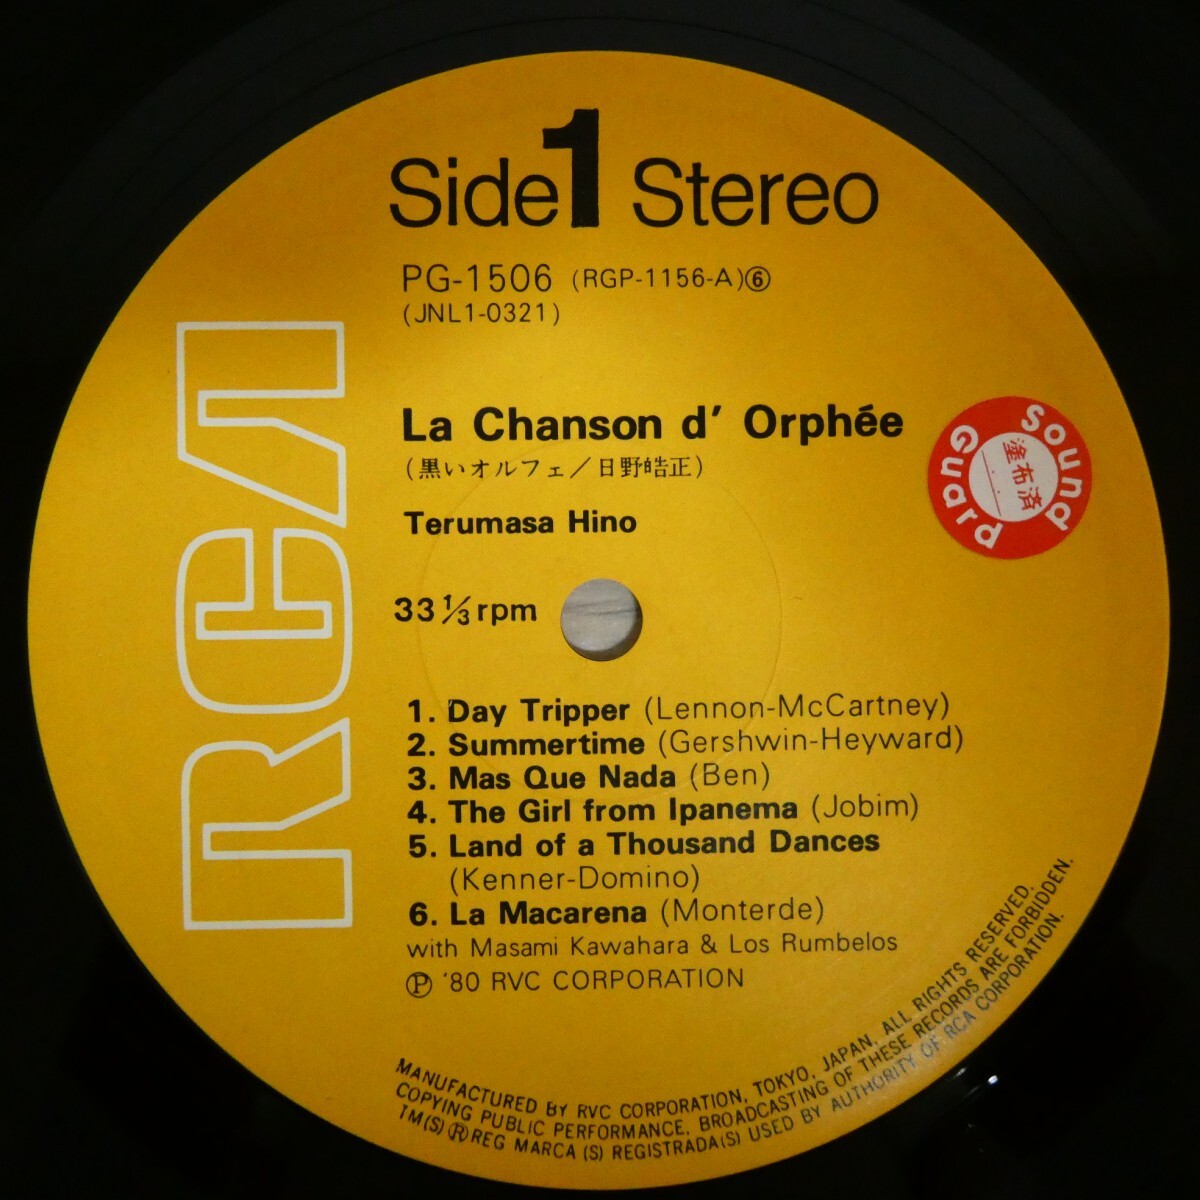 Side 1 Stereo
PG-1506 (RGP-1156-A)⑥
(JNL1-0321)
RCA
La Chanson d' Orphée
(黒いオルフェ/日野皓正)
Terumasa Hino
Sound
Guard
塗布済
33 1/3 rpm
1. Day Tripper (Lennon-McCartney)
2. Summertime (Gershwin-Heyward)
3. Mas Que Nada (Ben)
4. The Girl from Ipanema (Jobim)
5. Land of a Thousand Dances
(Kenner-Domino)
6. La Macarena (Monterde)
with Masami Kawahara & Los Rumbelos
Ⓟ '80 RVC CORPORATION
MANUFACTURED BY RVC CORPORATION, TOKYO, JAPAN, ALL RIGHTS RESERVED.
COPYING PUBLIC PERFORMANCE, BROADCASTING OF THESE RECORDS ARE FORBIDDEN.
TM(S) ®REG MARCA (S) REGISTRADA(S) USED BY AUTHORITY OF RCA CORPORATION.